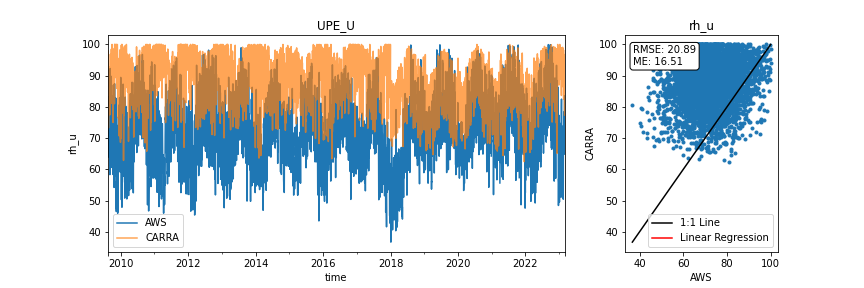 UPE_U
rh_u
100
90
80
70
60
50
40
rh_u
AWS
CARRA
2010
2012
2014
2016
2018
2020
2022
time
rh_u
100
90
80
70
60
50
40
CARRA
RMSE: 20.89
ME: 16.51
1:1 Line
Linear Regression
40
60
80
100
AWS